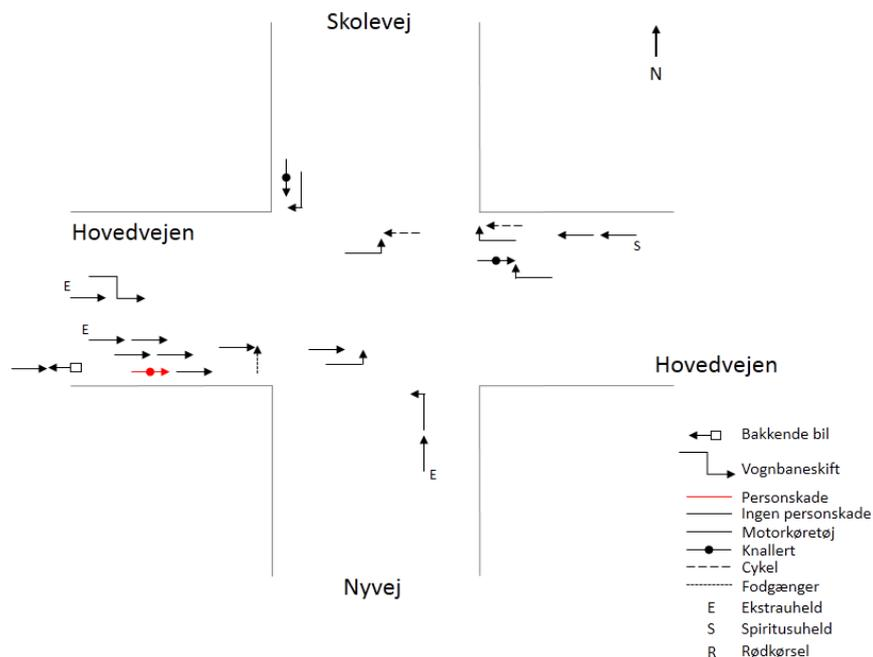 Skolevej
N
Hovedvejen
S
E
E
Hovedvejen
E
Nyvej
Bakkende bil
Vognbaneskift
Personskade
Ingen personskade
Motorkøretøj
Knallert
Cykel
Fodgænger
E Ekstrauheld
S Spiritusuheld
R Rødkørsel